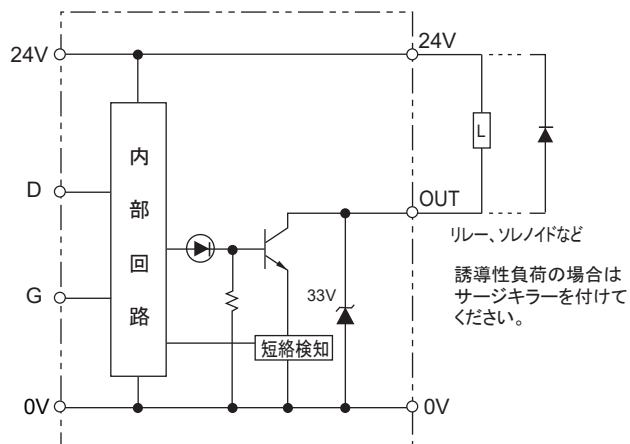 24V
24V
D
G
0V
内部回路
短絡検知
33V
L
OUT
0V
リレー、ソレノイドなど
誘導性負荷の場合は
サージキラーを付けて
ください。